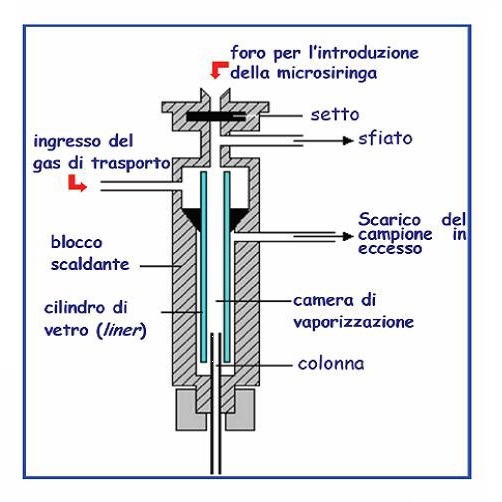 foro per l'introduzione
della microsiringa
setto
sfiato
ingresso del
gas di trasporto
Scarico del
campione in
eccesso
blocco
scaldante
cilindro di
vetro (liner)
camera di
vaporizzazione
colonna